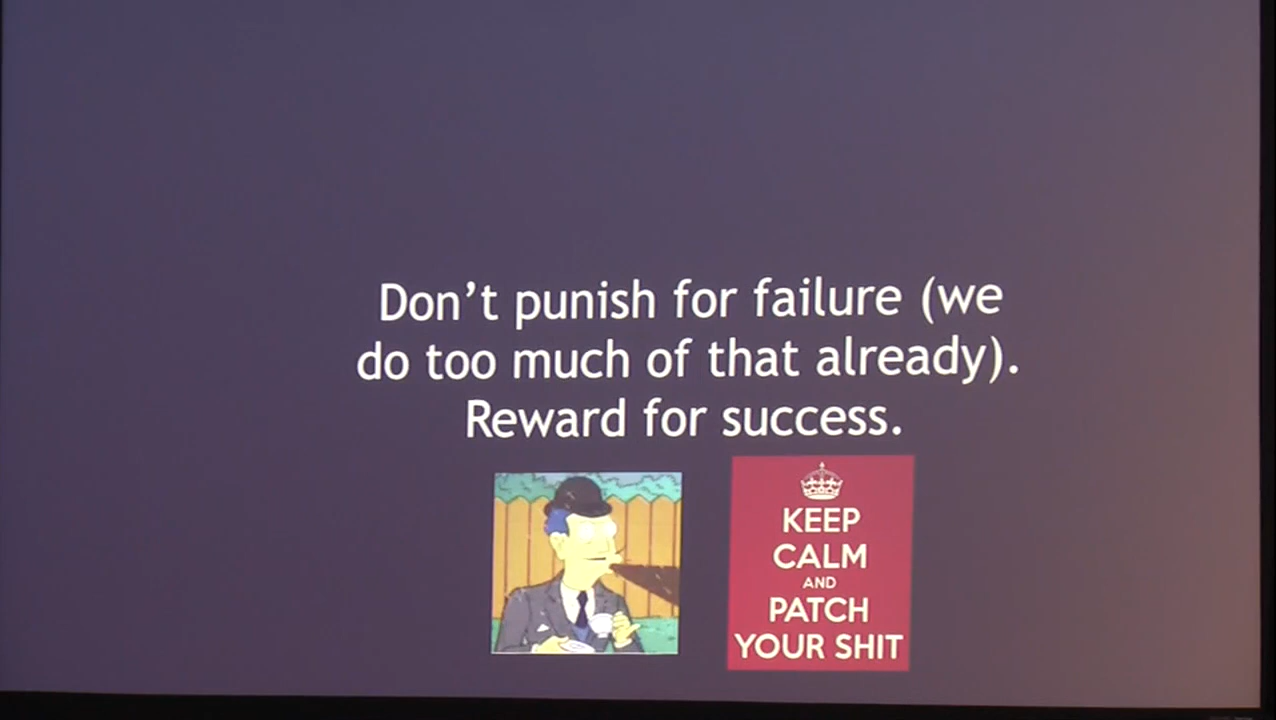 Don't punish for failure (we
do too much of that already).
Reward for success.
KEEP
CALM
AND
PATCH
YOUR SHIT